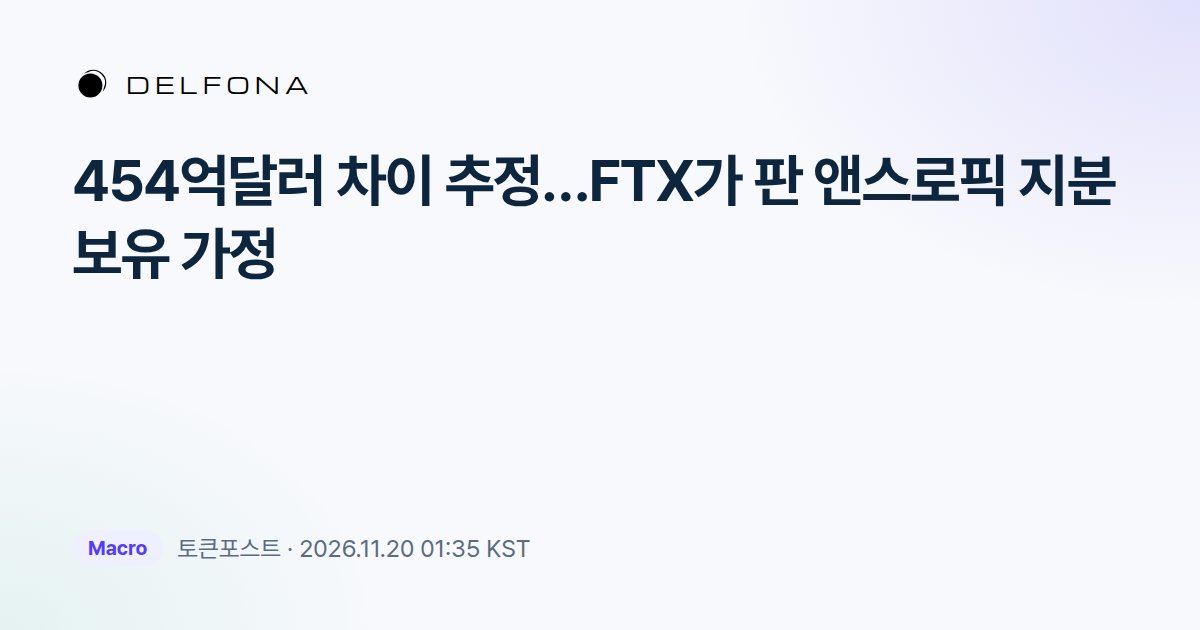 DELFONA
454억달러 차이 추정...FTX가 판 앤스로픽 지분
보유 가정
Macro 토큰포스트 · 2026.11.20 01:35 KST